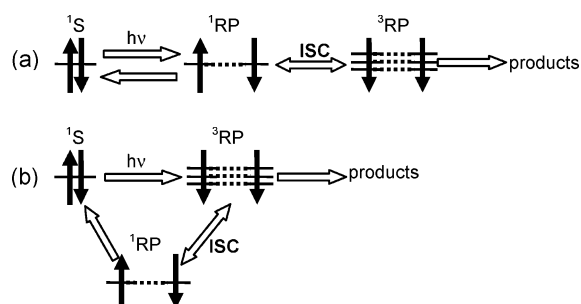 ¹S hν ¹RP ISC ³RP
(a) products
¹S hν ³RP
(b) products
¹RP ISC